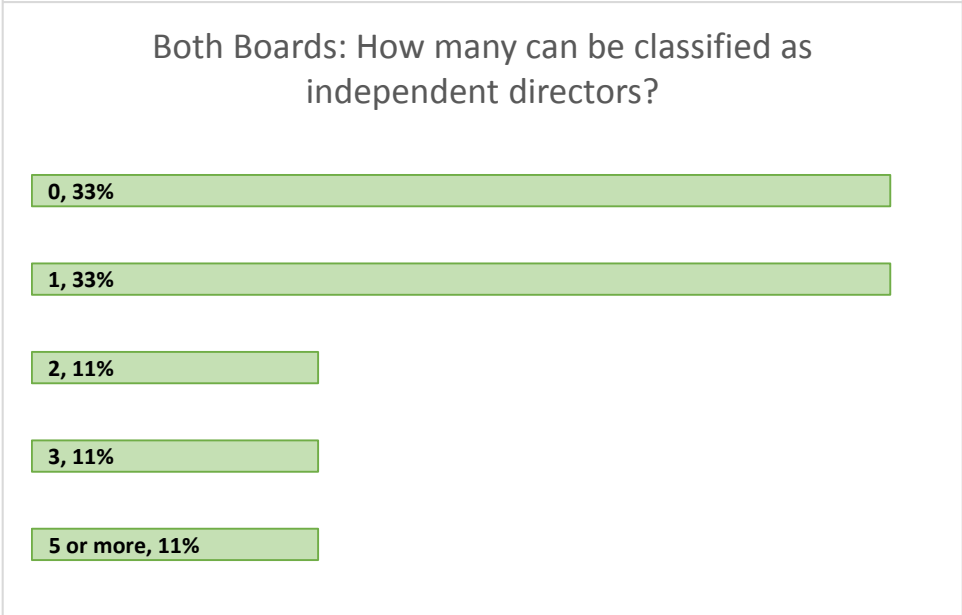 Both Boards: How many can be classified as
independent directors?
0, 33%
1, 33%
2, 11%
3, 11%
5 or more, 11%